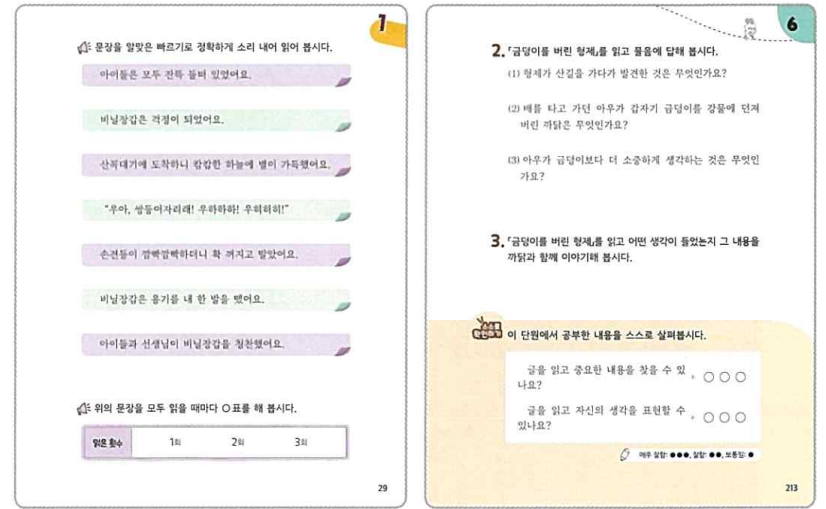 1
문장을 알맞은 빠르기로 정확하게 소리 내어 읽어 봅시다.
아이들은 모두 잔뜩 들떠 있었어요.
비닐장갑은 걱정이 되었어요.
산꼭대기에 도착하니 캄캄한 하늘에 별이 가득했어요.
“우아, 쌍둥이자리래! 우하하하! 우히히히!”
손전등이 깜빡깜빡하더니 확 꺼지고 말았어요.
비닐장갑은 용기를 내 한 발을 뗐어요.
아이들과 선생님이 비닐장갑을 칭찬했어요.
위의 문장을 모두 읽을 때마다 ○표를 해 봅시다.
읽은 횟수 1회 2회 3회
29
6
2. 「금덩이를 버린 형제」를 읽고 물음에 답해 봅시다.
(1) 형제가 산길을 가다가 발견한 것은 무엇인가요?
(2) 배를 타고 가던 아우가 갑자기 금덩이를 강물에 던져
버린 까닭은 무엇인가요?
(3) 아우가 금덩이보다 더 소중하게 생각하는 것은 무엇인
가요?
3. 「금덩이를 버린 형제」를 읽고 어떤 생각이 들었는지 그 내용을
까닭과 함께 이야기해 봅시다.
스스로
이 단원에서 공부한 내용을 스스로 살펴봅시다.
글을 읽고 중요한 내용을 찾을 수 있
나요?
글을 읽고 자신의 생각을 표현할 수
있나요?
매우 잘함: ●●●, 잘함: ●●, 보통임: ●
213